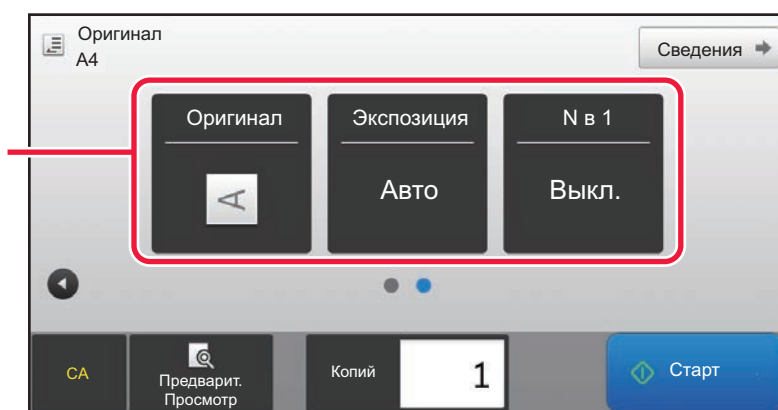 Оригинал
A4
Сведения
Оригинал
Экспозиция
N в 1
A
Авто
Выкл.
CA
Предварит.
Просмотр
Копий
1
Старт